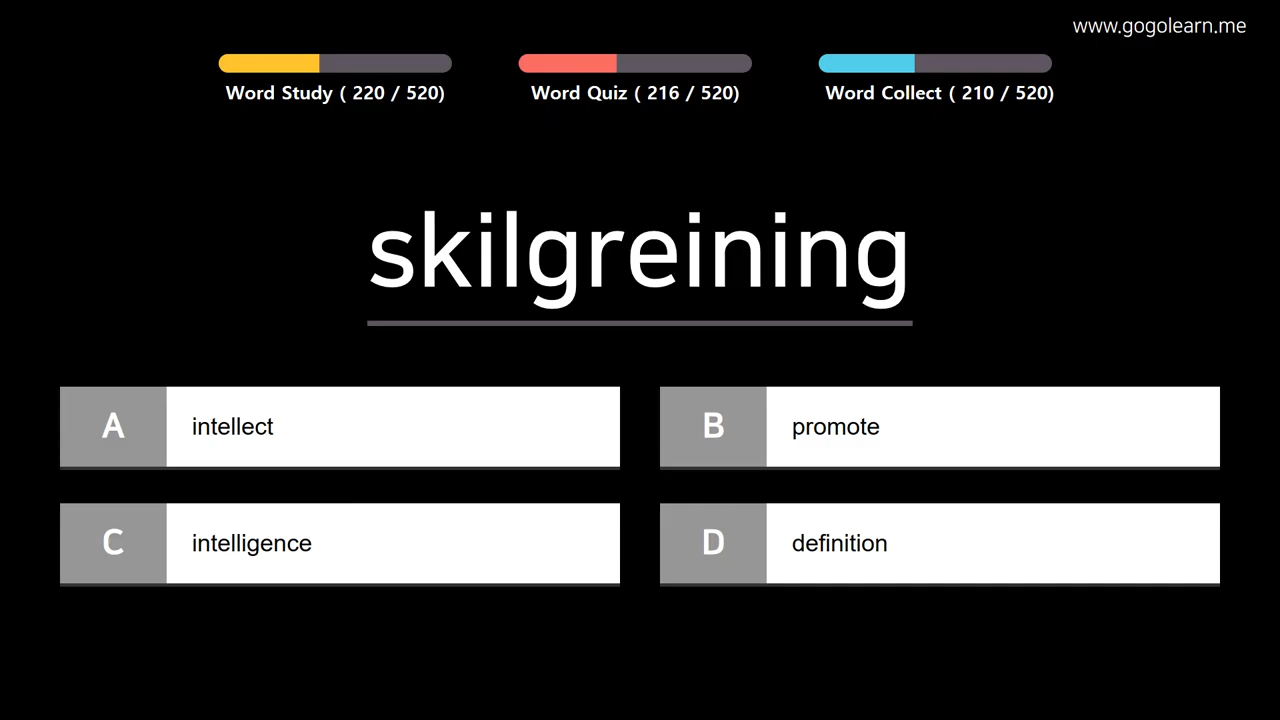 www.gogolearn.me
Word Study ( 220 / 520)
Word Quiz ( 216 / 520)
Word Collect ( 210 / 520)
skilgreining
A intellect
B promote
C intelligence
D definition